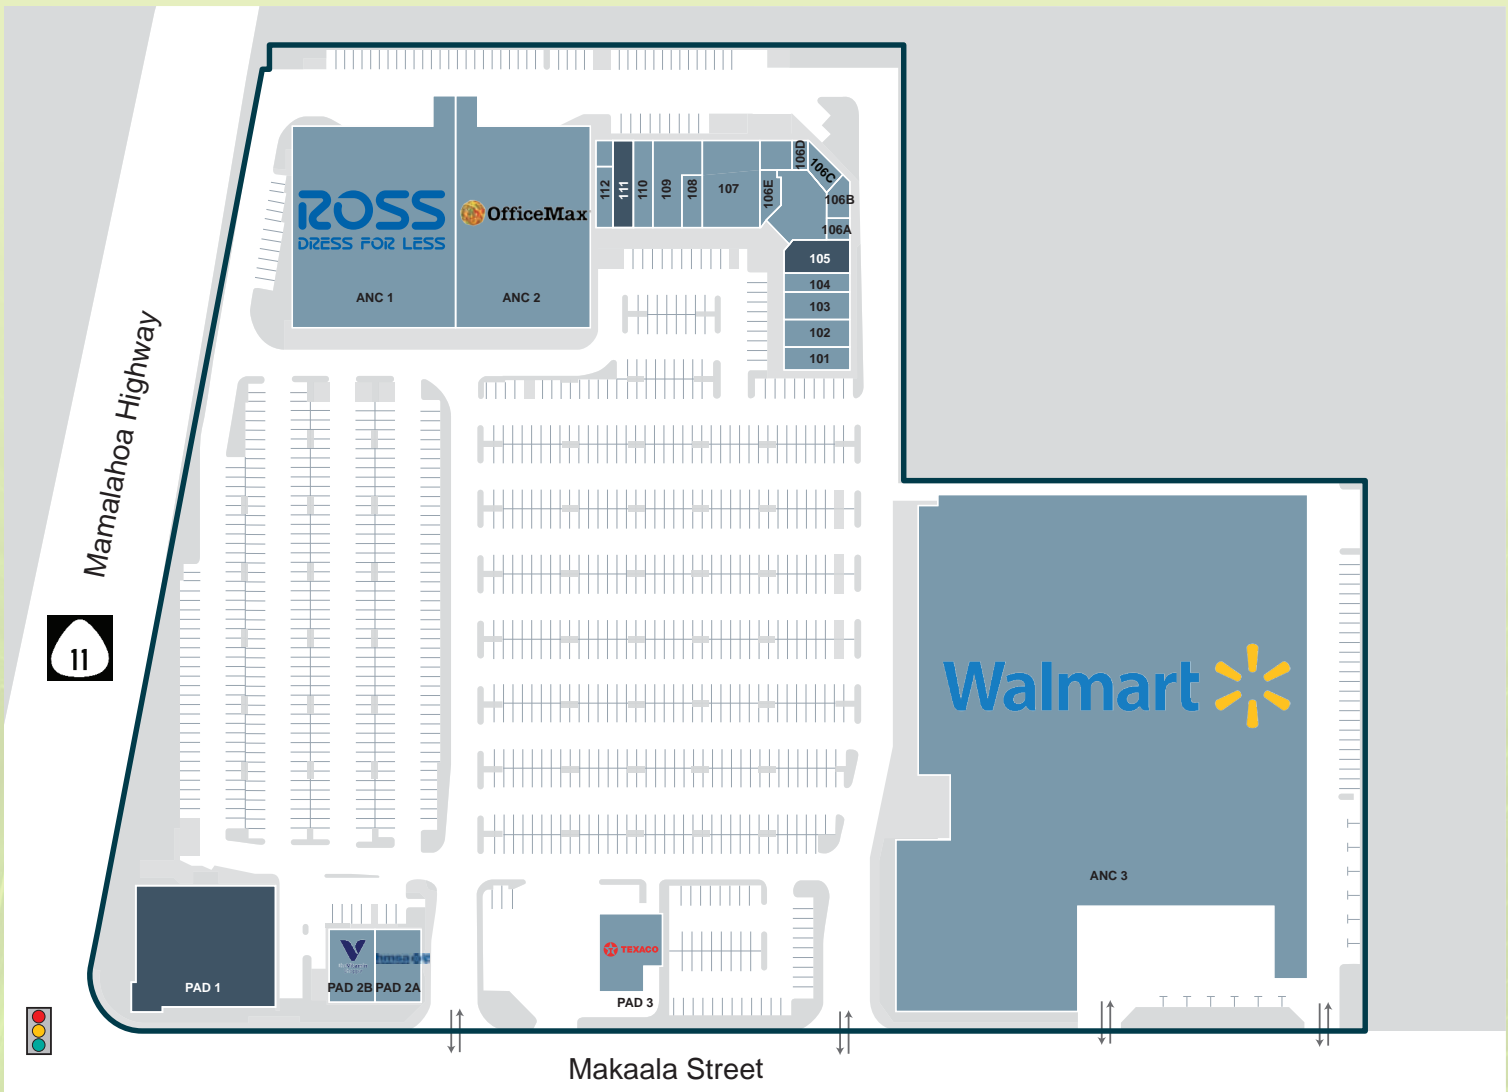 106D
106C
112
111
110
109
108
107
106E
106B
106A
ROSS
DRESS FOR LESS
OfficeMax
105
104
103
102
101
ANC 1
ANC 2
Mamalahoa Highway
11
Walmart
ANC 3
TEXACO
hmsa
PAD 1
PAD 2B
PAD 2A
PAD 3
Makaala Street